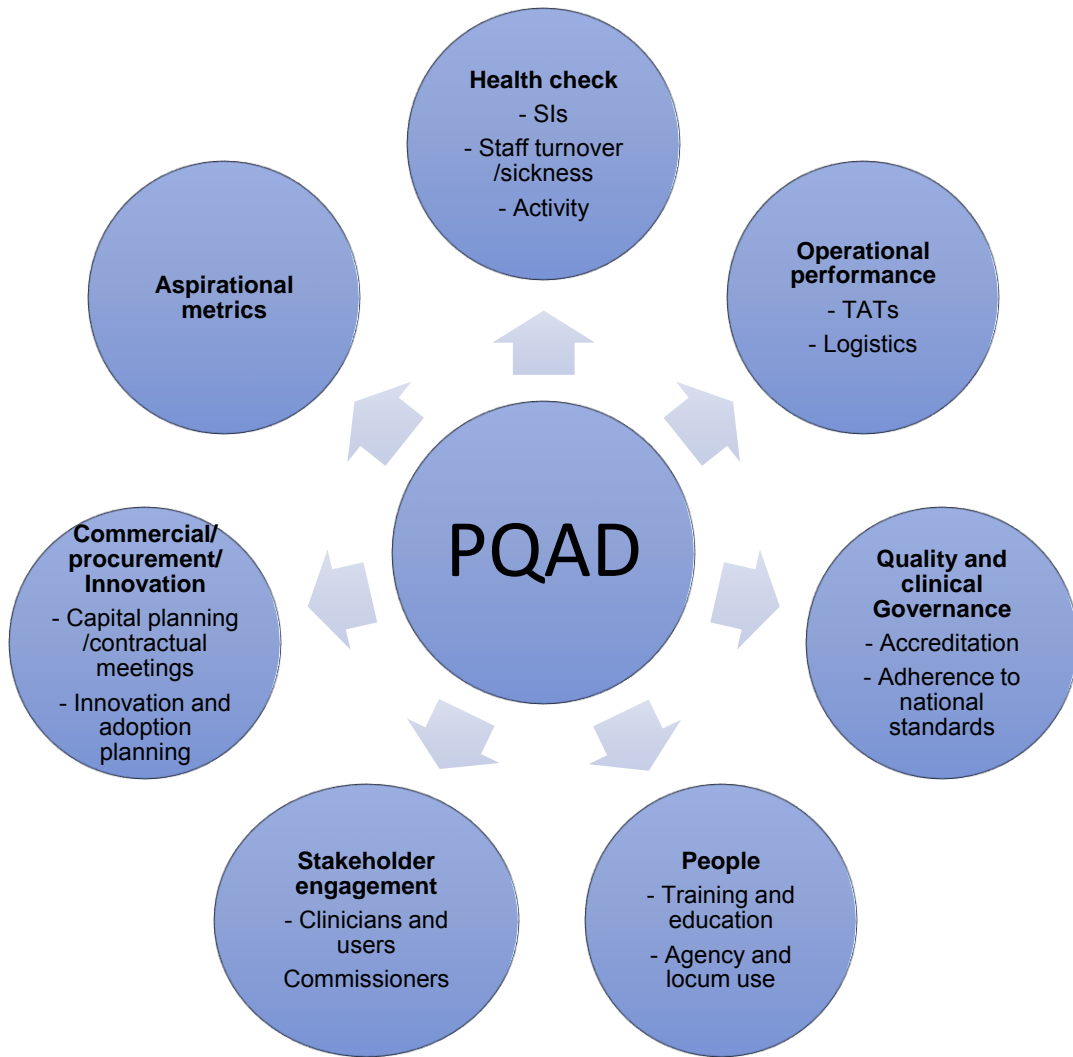 Health check
- SIs
- Staff turnover
/sickness
- Activity
Operational
performance
- TATs
- Logistics
Quality and
clinical
Governance
- Accreditation
- Adherence to
national
standards
People
- Training and
education
- Agency and
locum use
Stakeholder
engagement
- Clinicians and
users
Commissioners
Commercial/
procurement/
Innovation
- Capital planning
/contractual
meetings
- Innovation and
adoption
planning
Aspirational
metrics
PQAD